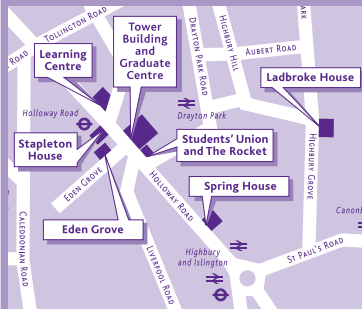 TOLLINGTON ROAD
ROAD
Learning
Centre
Tower
Building
and
Graduate
Centre
DRAYTON PARK ROAD
HIGHBURY HILL
ARK
AUBERT ROAD
Ladbroke House
Holloway Road
Drayton Park
Stapleton
House
Students' Union
and The Rocket
EDEN GROVE
HOLLOWAY ROAD
Spring House
HIGHBURY GROVE
Eden Grove
CALEDONIAN ROAD
LIVERPOOL ROAD
Highbury
and Islington
Canonb
ST PAUL'S ROAD